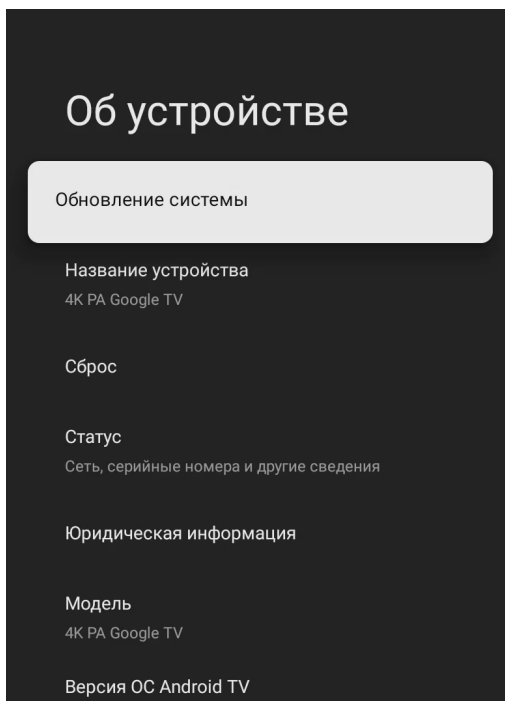 Об устройстве
Обновление системы
Название устройства
4K PA Google TV
Сброс
Статус
Сеть, серийные номера и другие сведения
Юридическая информация
Модель
4K PA Google TV
Версия ОС Android TV